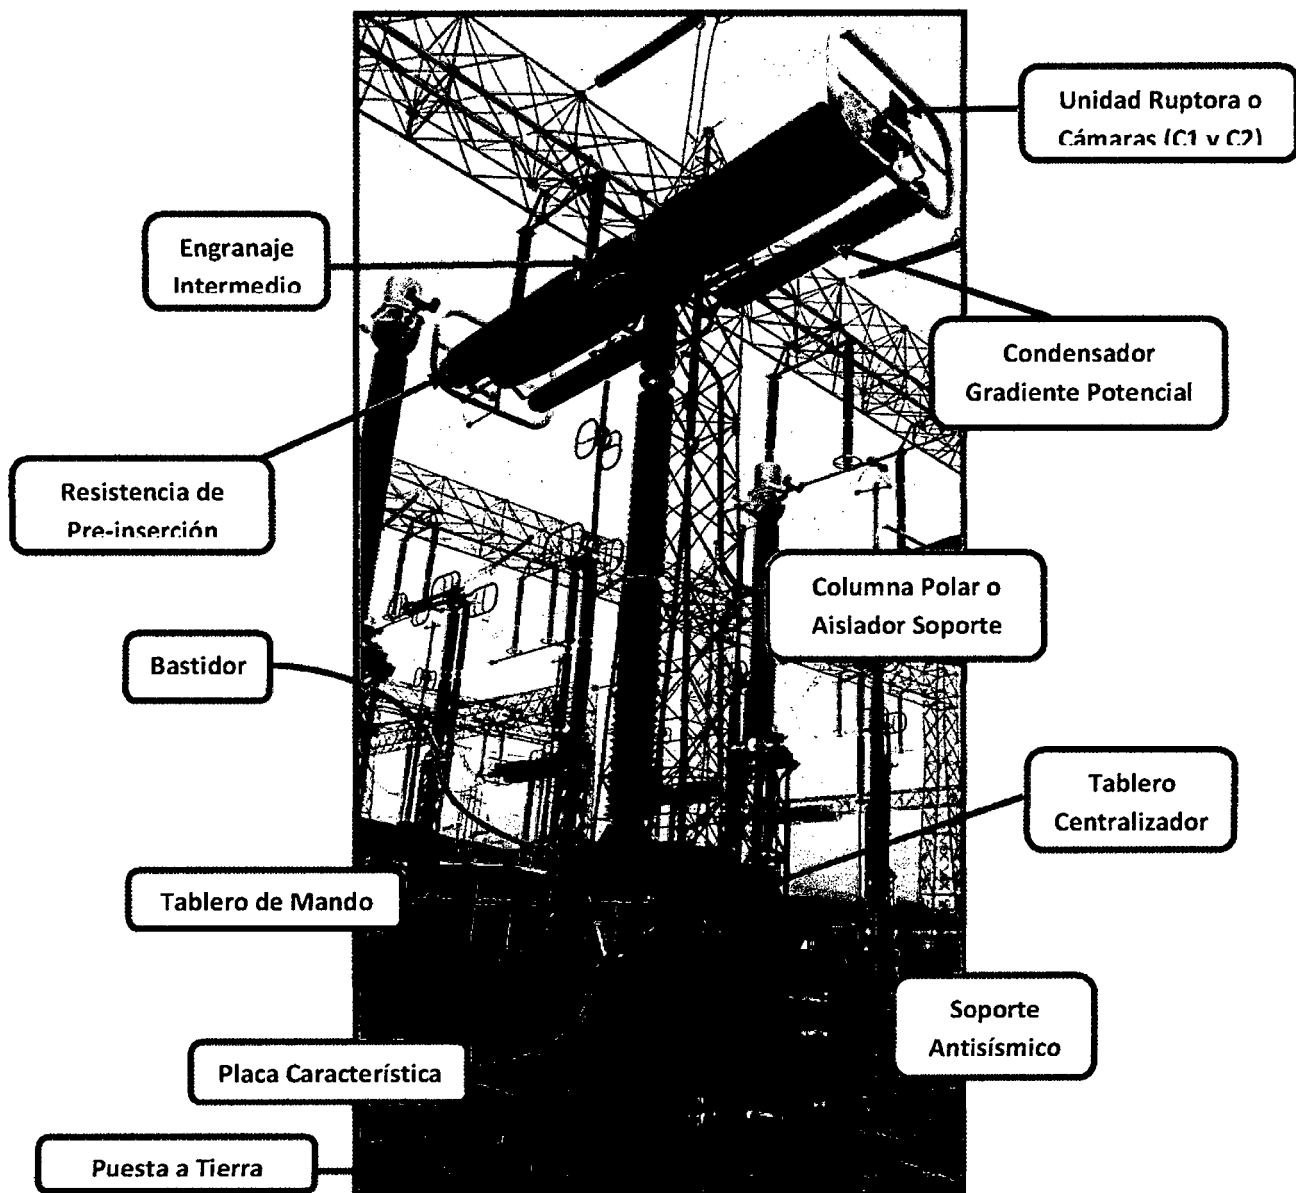 Unidad Ruptora o
Cámaras (C1 y C2)
Engranaje
Intermedio
Condensador
Gradiente Potencial
Resistencia de
Pre-inserción
Columna Polar o
Aislador Soporte
Bastidor
Tablero
Centralizador
Tablero de Mando
Soporte
Antisísmico
Placa Característica
Puesta a Tierra